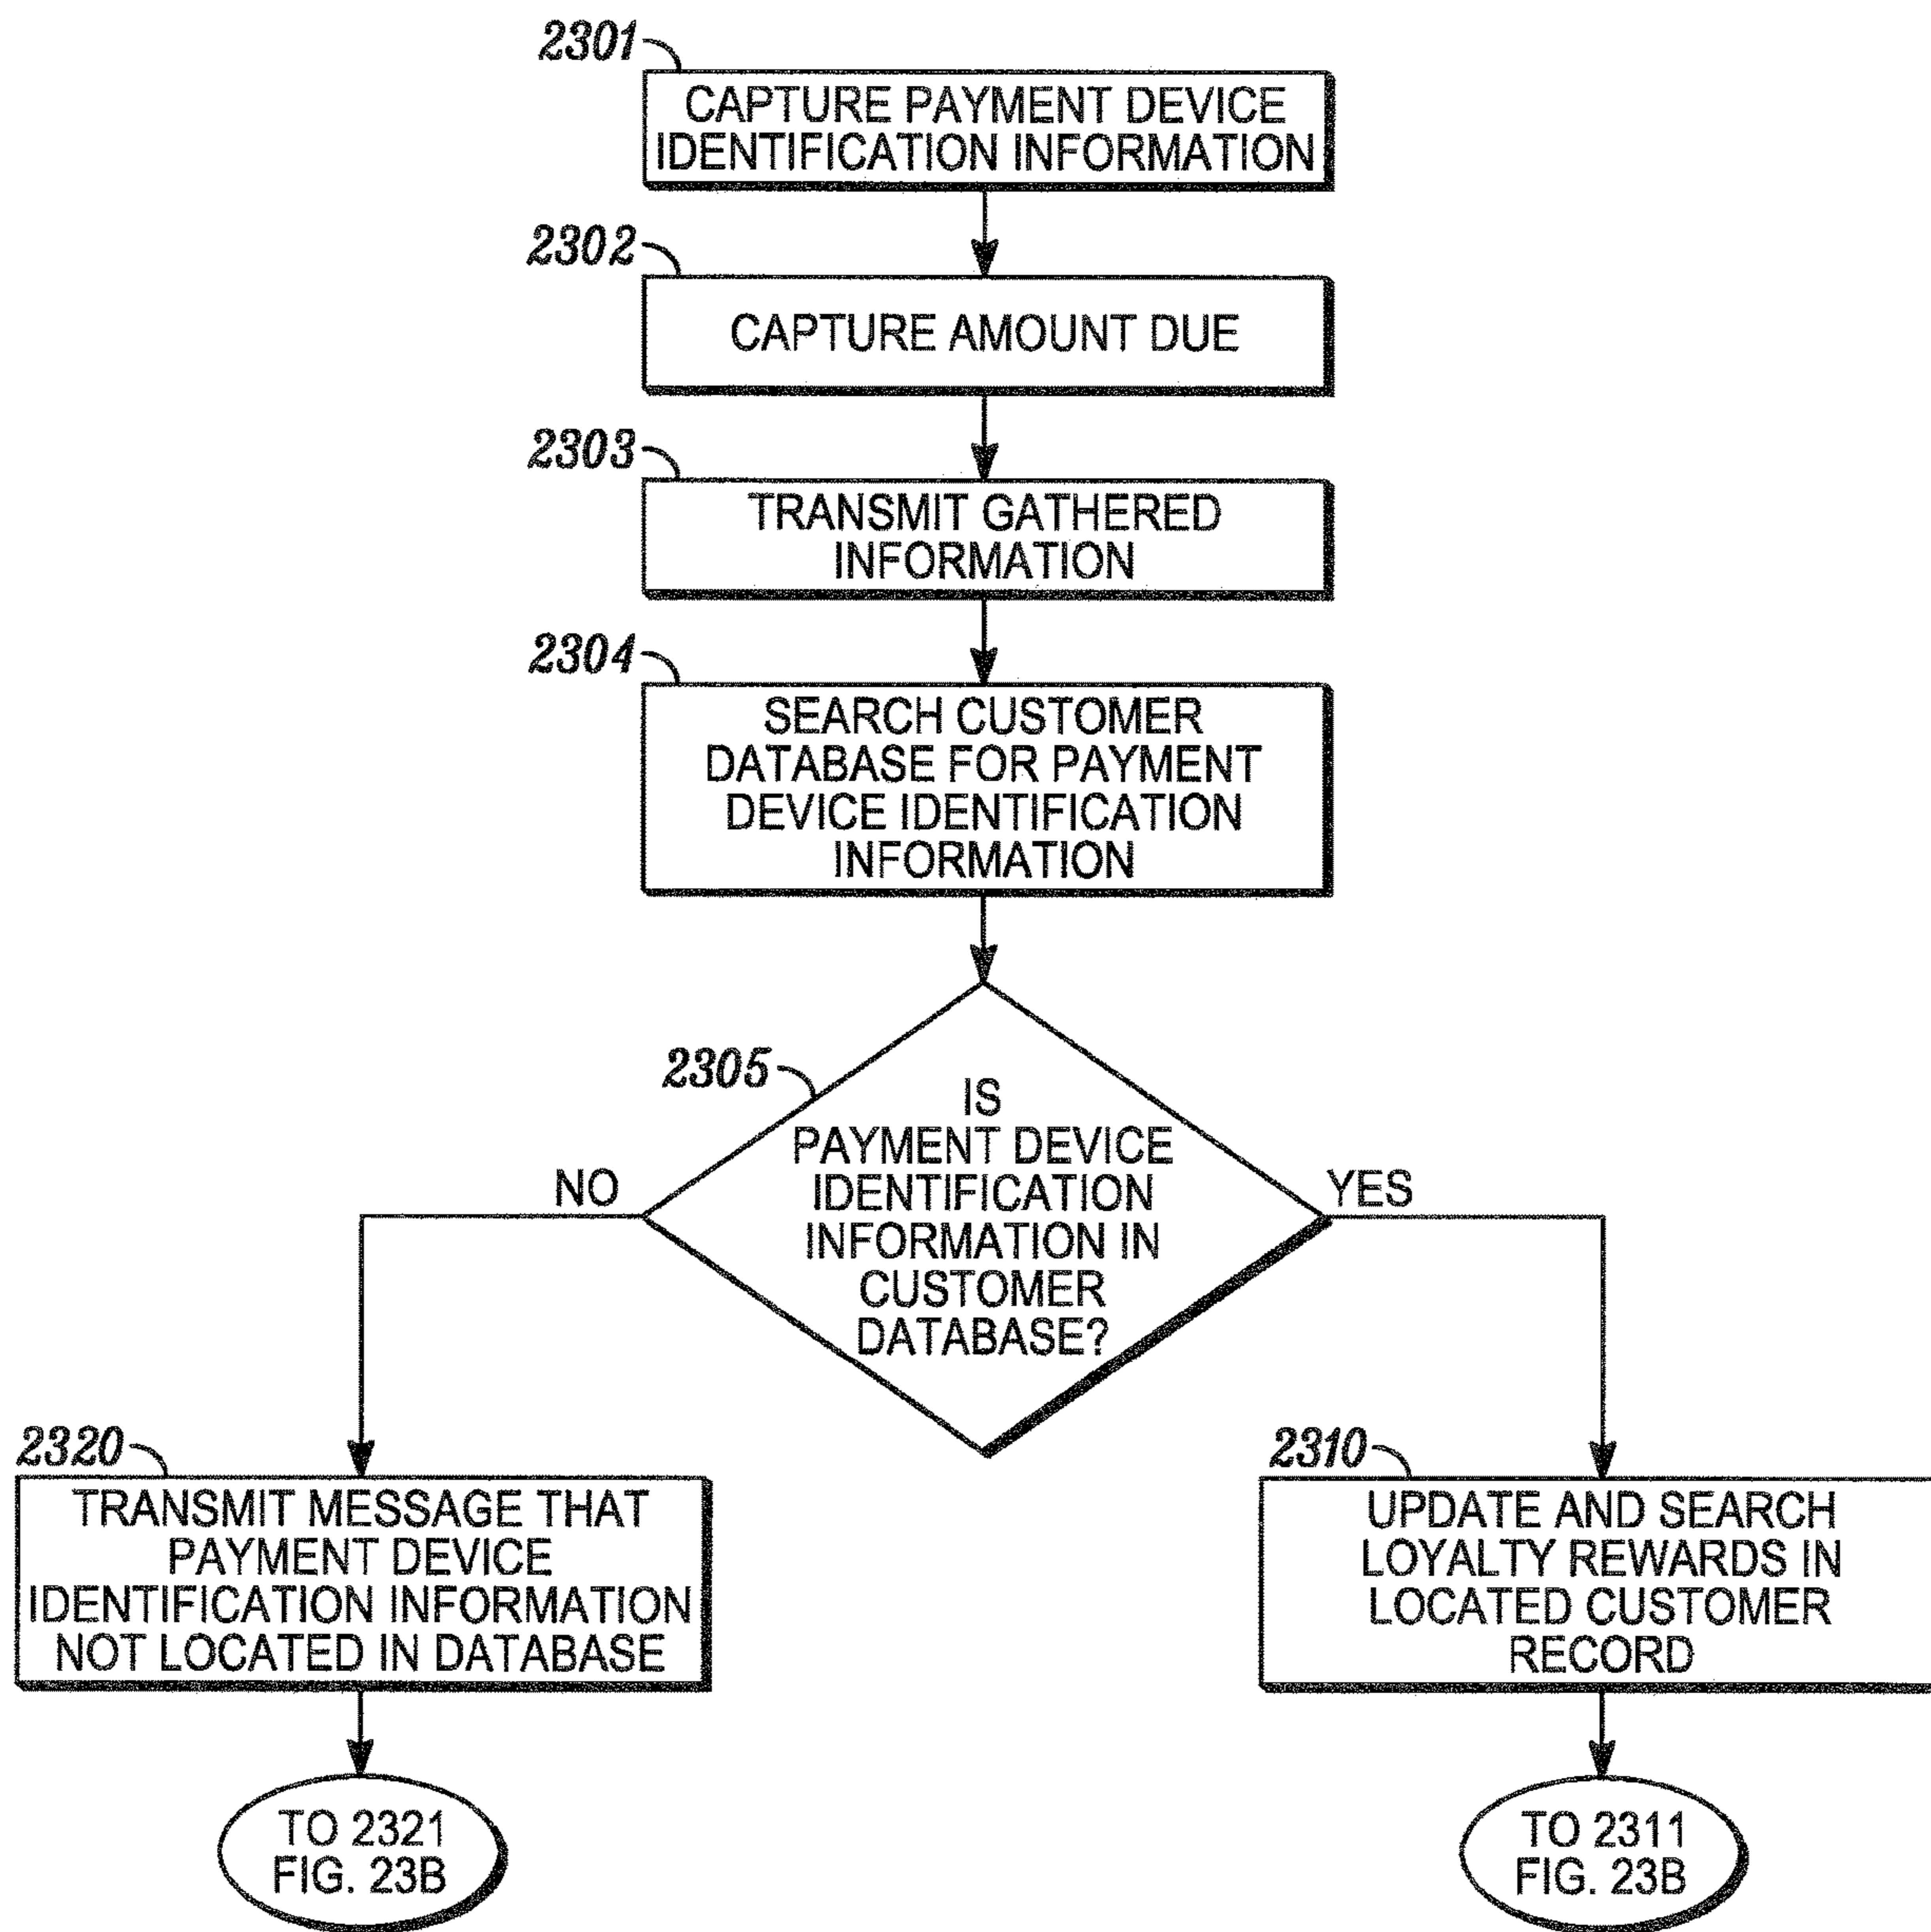 2301
CAPTURE PAYMENT DEVICE
IDENTIFICATION INFORMATION
2302
CAPTURE AMOUNT DUE
2303
TRANSMIT GATHERED
INFORMATION
2304
SEARCH CUSTOMER
DATABASE FOR PAYMENT
DEVICE IDENTIFICATION
INFORMATION
2305
IS
PAYMENT DEVICE
IDENTIFICATION
INFORMATION IN
CUSTOMER
DATABASE?
NO
YES
2320
TRANSMIT MESSAGE THAT
PAYMENT DEVICE
IDENTIFICATION INFORMATION
NOT LOCATED IN DATABASE
2310
UPDATE AND SEARCH
LOYALTY REWARDS IN
LOCATED CUSTOMER
RECORD
TO 2321
FIG. 23B
TO 2311
FIG. 23B